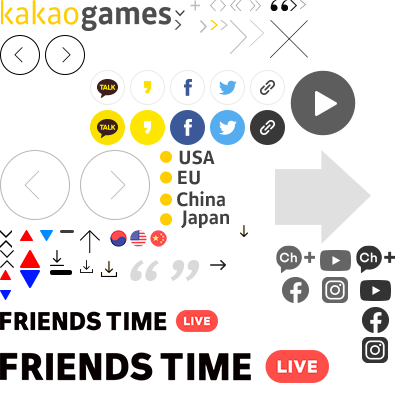 kakaogames
TALK
TALK
USA
EU
China
Japan
Ch+
Ch+
FRIENDS TIME LIVE
FRIENDS TIME LIVE